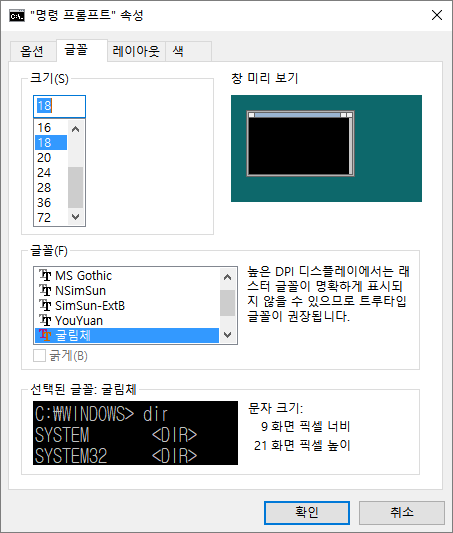 C:\. "명령 프롬프트" 속성
옵션 글꼴 레이아웃 색
크기(S)
18
16
18
20
24
28
36
72
창 미리 보기
글꼴(F)
MS Gothic
NSimSun
SimSun-ExtB
YouYuan
굴림체
굵게(B)
높은 DPI 디스플레이에서는 래
스터 글꼴이 명확하게 표시되
지 않을 수 있으므로 트루타입
글꼴이 권장됩니다.
선택된 글꼴: 굴림체
C:₩WINDOWS> dir
SYSTEM <DIR>
SYSTEM32 <DIR>
문자 크기:
9 화면 픽셀 너비
21 화면 픽셀 높이
확인 취소